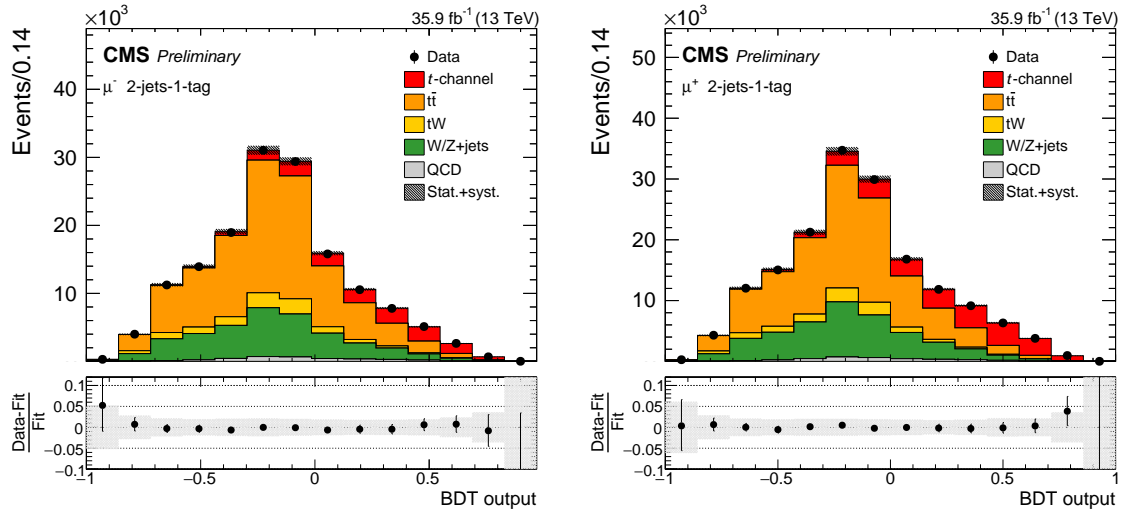 ×10³
35.9 fb⁻¹ (13 TeV)
Events/0.14
CMS Preliminary
μ⁻ 2-jets-1-tag
Data
t-channel
tt̄
tW
W/Z+jets
QCD
Stat.+syst.
40
30
20
10
Data-Fit
Fit
0.1
0.05
0
−0.05
−0.1
−1
−0.5
0
0.5
BDT output
×10³
35.9 fb⁻¹ (13 TeV)
Events/0.14
CMS Preliminary
μ⁺ 2-jets-1-tag
Data
t-channel
tt̄
tW
W/Z+jets
QCD
Stat.+syst.
50
40
30
20
10
Data-Fit
Fit
0.1
0.05
0
−0.05
−0.1
−1
−0.5
0
0.5
1
BDT output